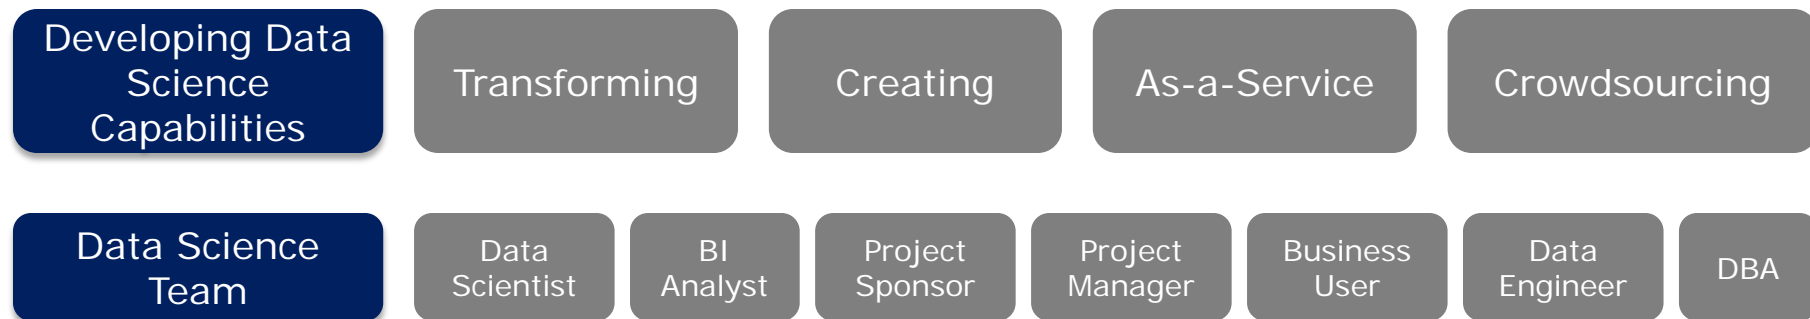 Developing Data
Science
Capabilities
Transforming
Creating
As-a-Service
Crowdsourcing
Data Science
Team
Data
Scientist
BI
Analyst
Project
Sponsor
Project
Manager
Business
User
Data
Engineer
DBA